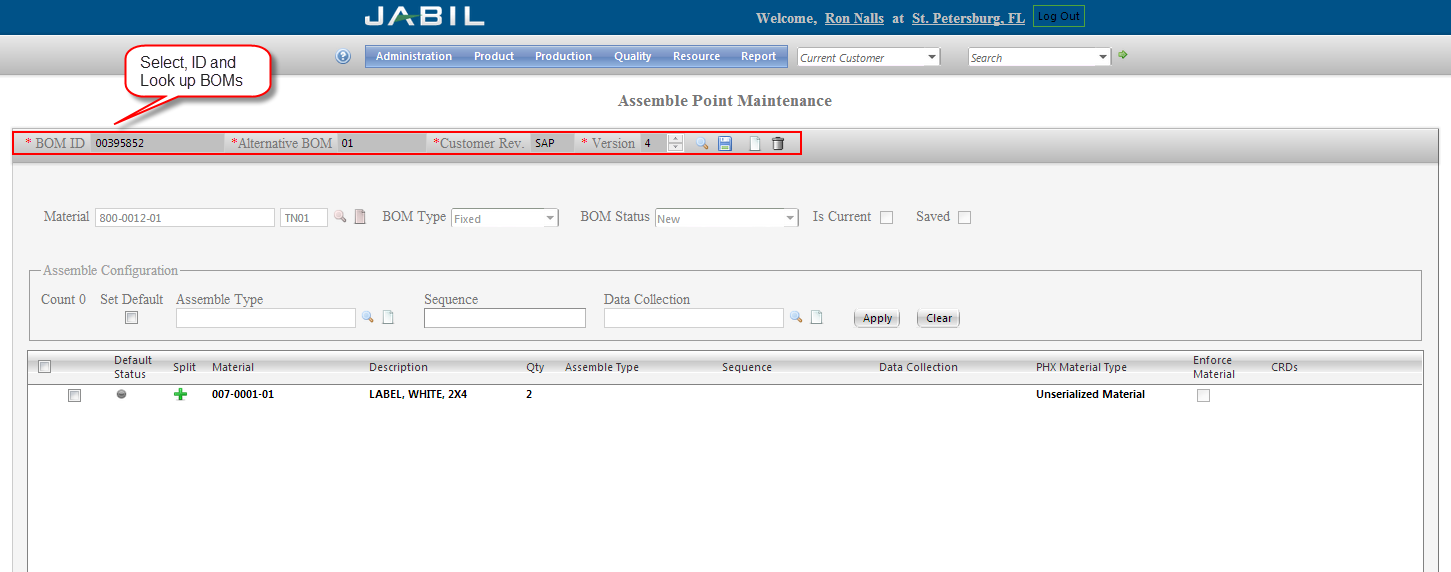 JABIL
Welcome, Ron Nalls at St. Petersburg, FL Log Out
? Administration Product Production Quality Resource Report Current Customer Search
Select, ID and
Look up BOMs
Assemble Point Maintenance
* BOM ID 00395852 *Alternative BOM 01 *Customer Rev. SAP * Version 4
Material 800-0012-01 TN01 BOM Type Fixed BOM Status New Is Current Saved
Assemble Configuration
Count 0 Set Default Assemble Type Sequence Data Collection
Apply Clear
Default Status Split Material Description Qty Assemble Type Sequence Data Collection PHX Material Type Enforce Material CRDs
007-0001-01 LABEL, WHITE, 2X4 2 Unserialized Material